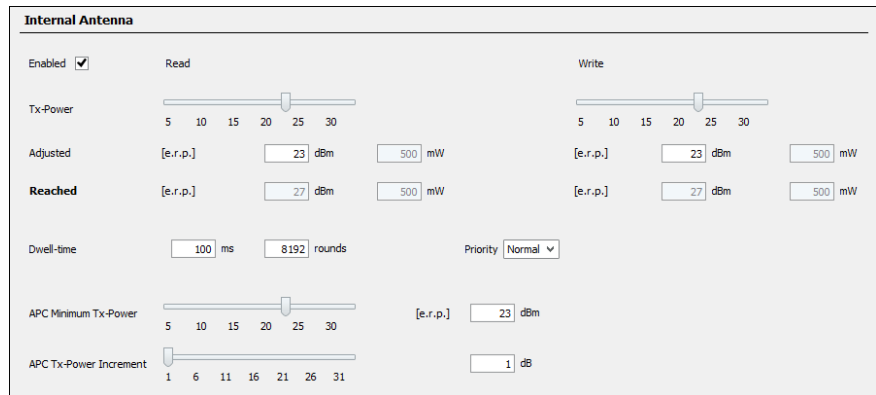 Internal Antenna
Enabled Read Write
Tx-Power
5 10 15 20 25 30 5 10 15 20 25 30
Adjusted [e.r.p.] 23 dBm 500 mW [e.r.p.] 23 dBm 500 mW
Reached [e.r.p.] 27 dBm 500 mW [e.r.p.] 27 dBm 500 mW
Dwell-time 100 ms 8192 rounds Priority Normal
APC Minimum Tx-Power [e.r.p.] 23 dBm
5 10 15 20 25 30
APC Tx-Power Increment 1 dB
1 6 11 16 21 26 31